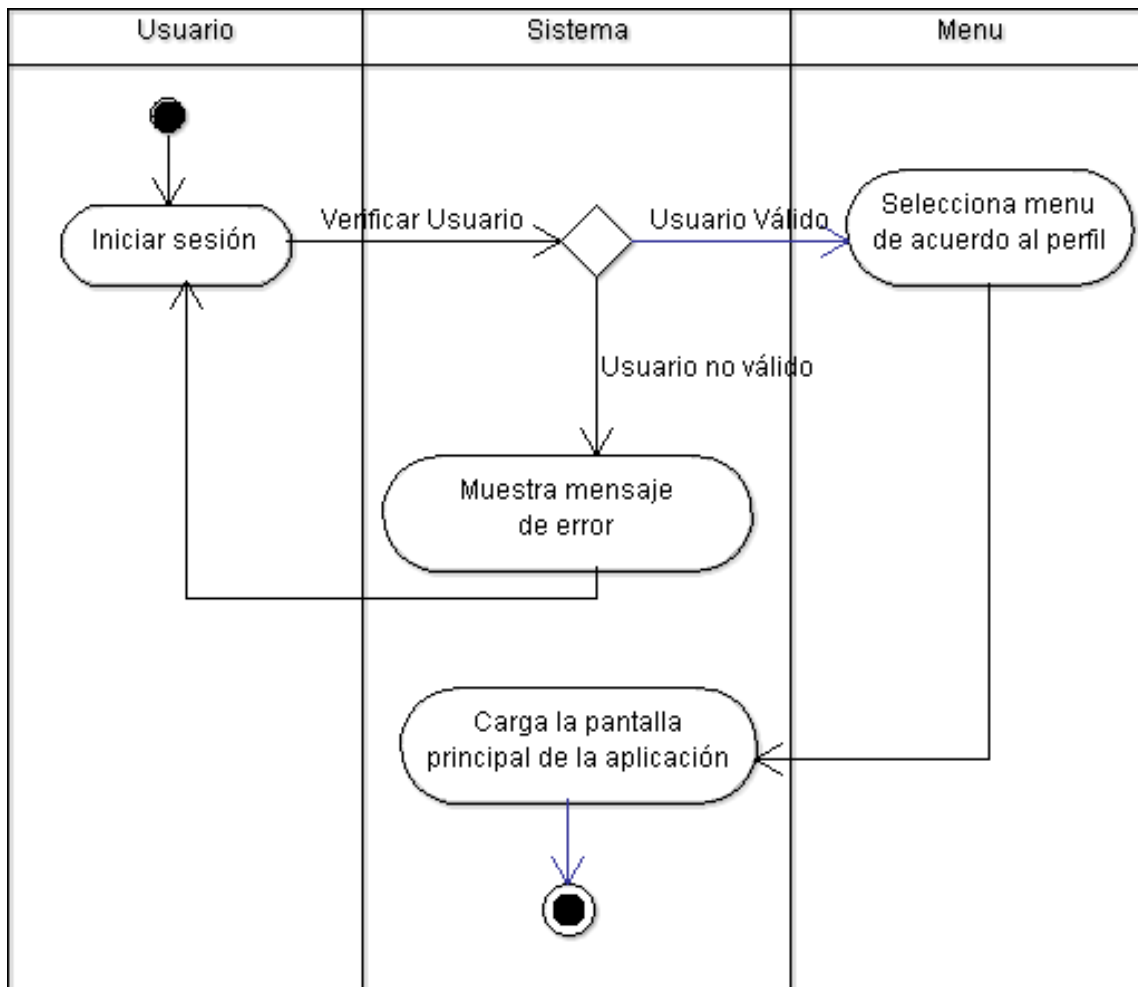 Usuario
Sistema
Menu
Iniciar sesión
Verificar Usuario
Usuario Válido
Selecciona menu
de acuerdo al perfil
Usuario no válido
Muestra mensaje
de error
Carga la pantalla
principal de la aplicación